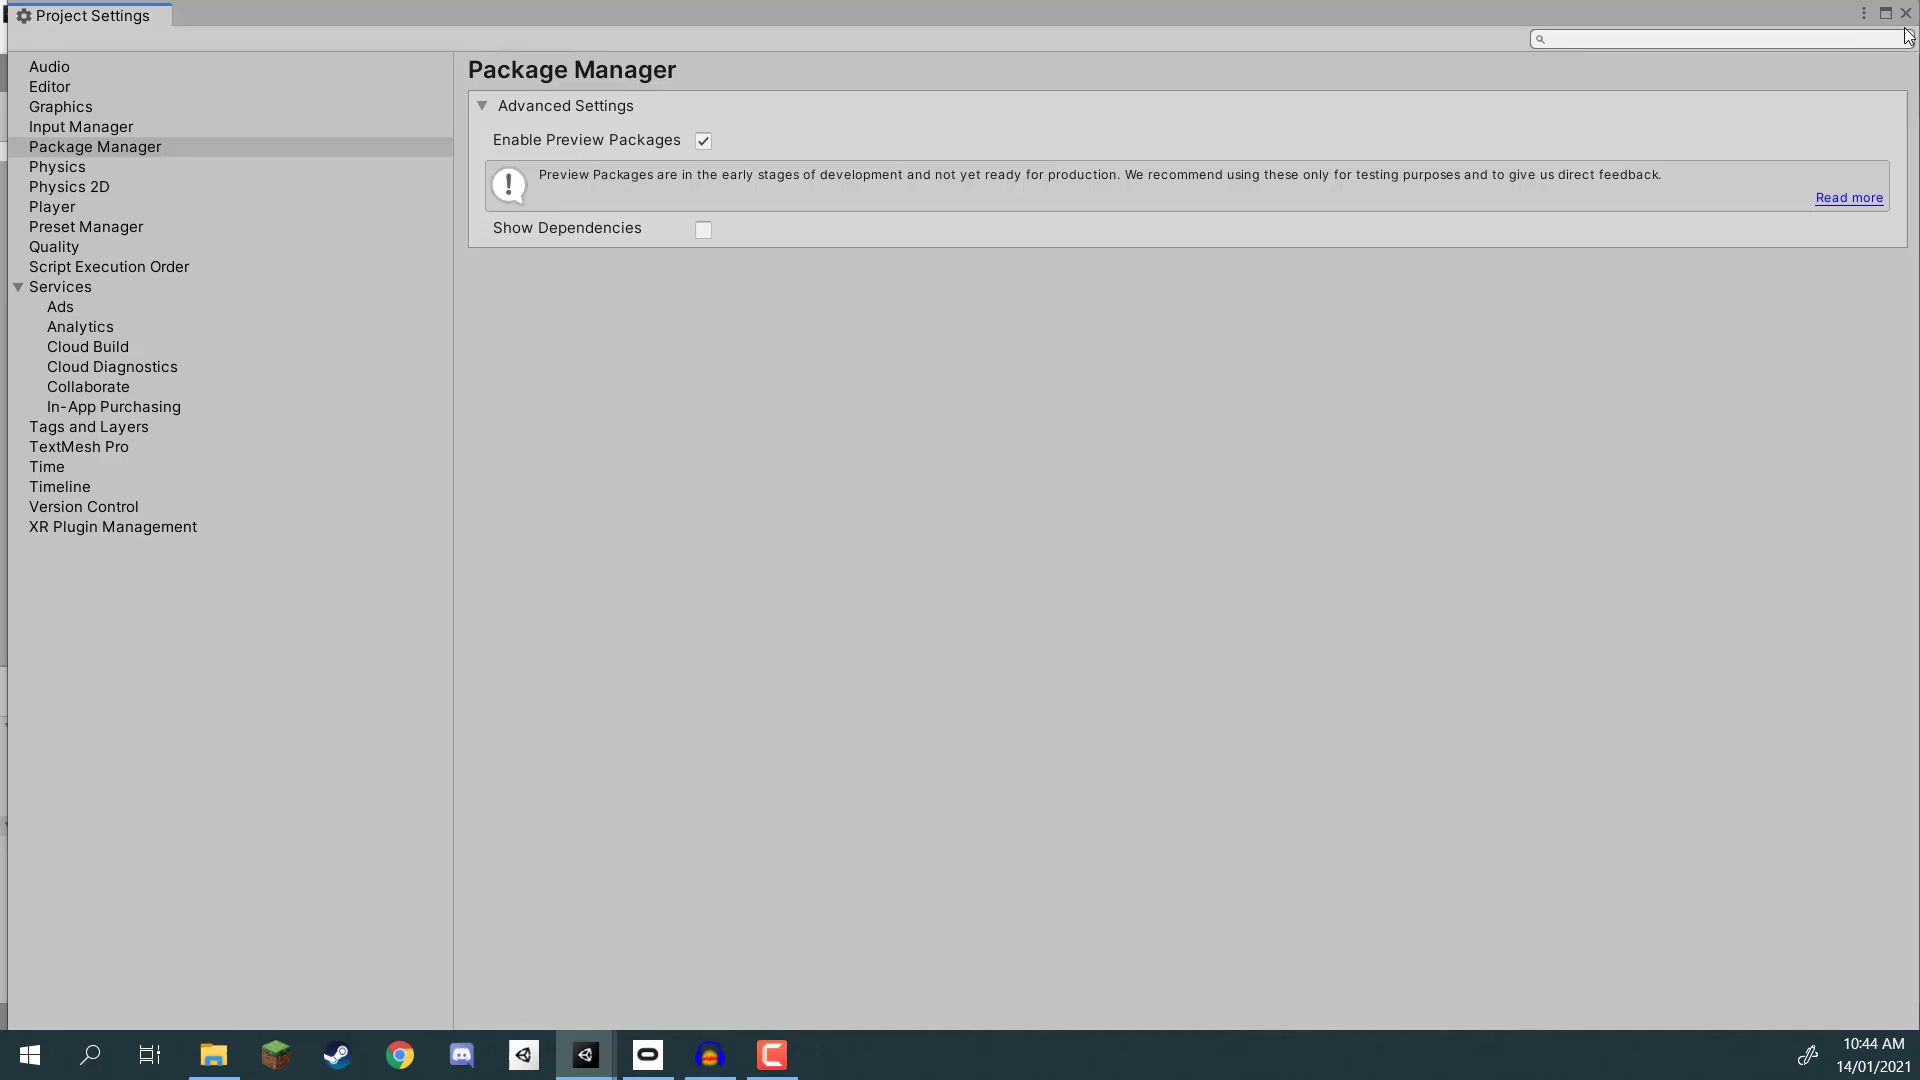 Project Settings
Audio
Editor
Graphics
Input Manager
Package Manager
Physics
Physics 2D
Player
Preset Manager
Quality
Script Execution Order
Services
Ads
Analytics
Cloud Build
Cloud Diagnostics
Collaborate
In-App Purchasing
Tags and Layers
TextMesh Pro
Time
Timeline
Version Control
XR Plugin Management
Package Manager
Advanced Settings
Enable Preview Packages
Preview Packages are in the early stages of development and not yet ready for production. We recommend using these only for testing purposes and to give us direct feedback.
Read more
Show Dependencies
10:44 AM
14/01/2021